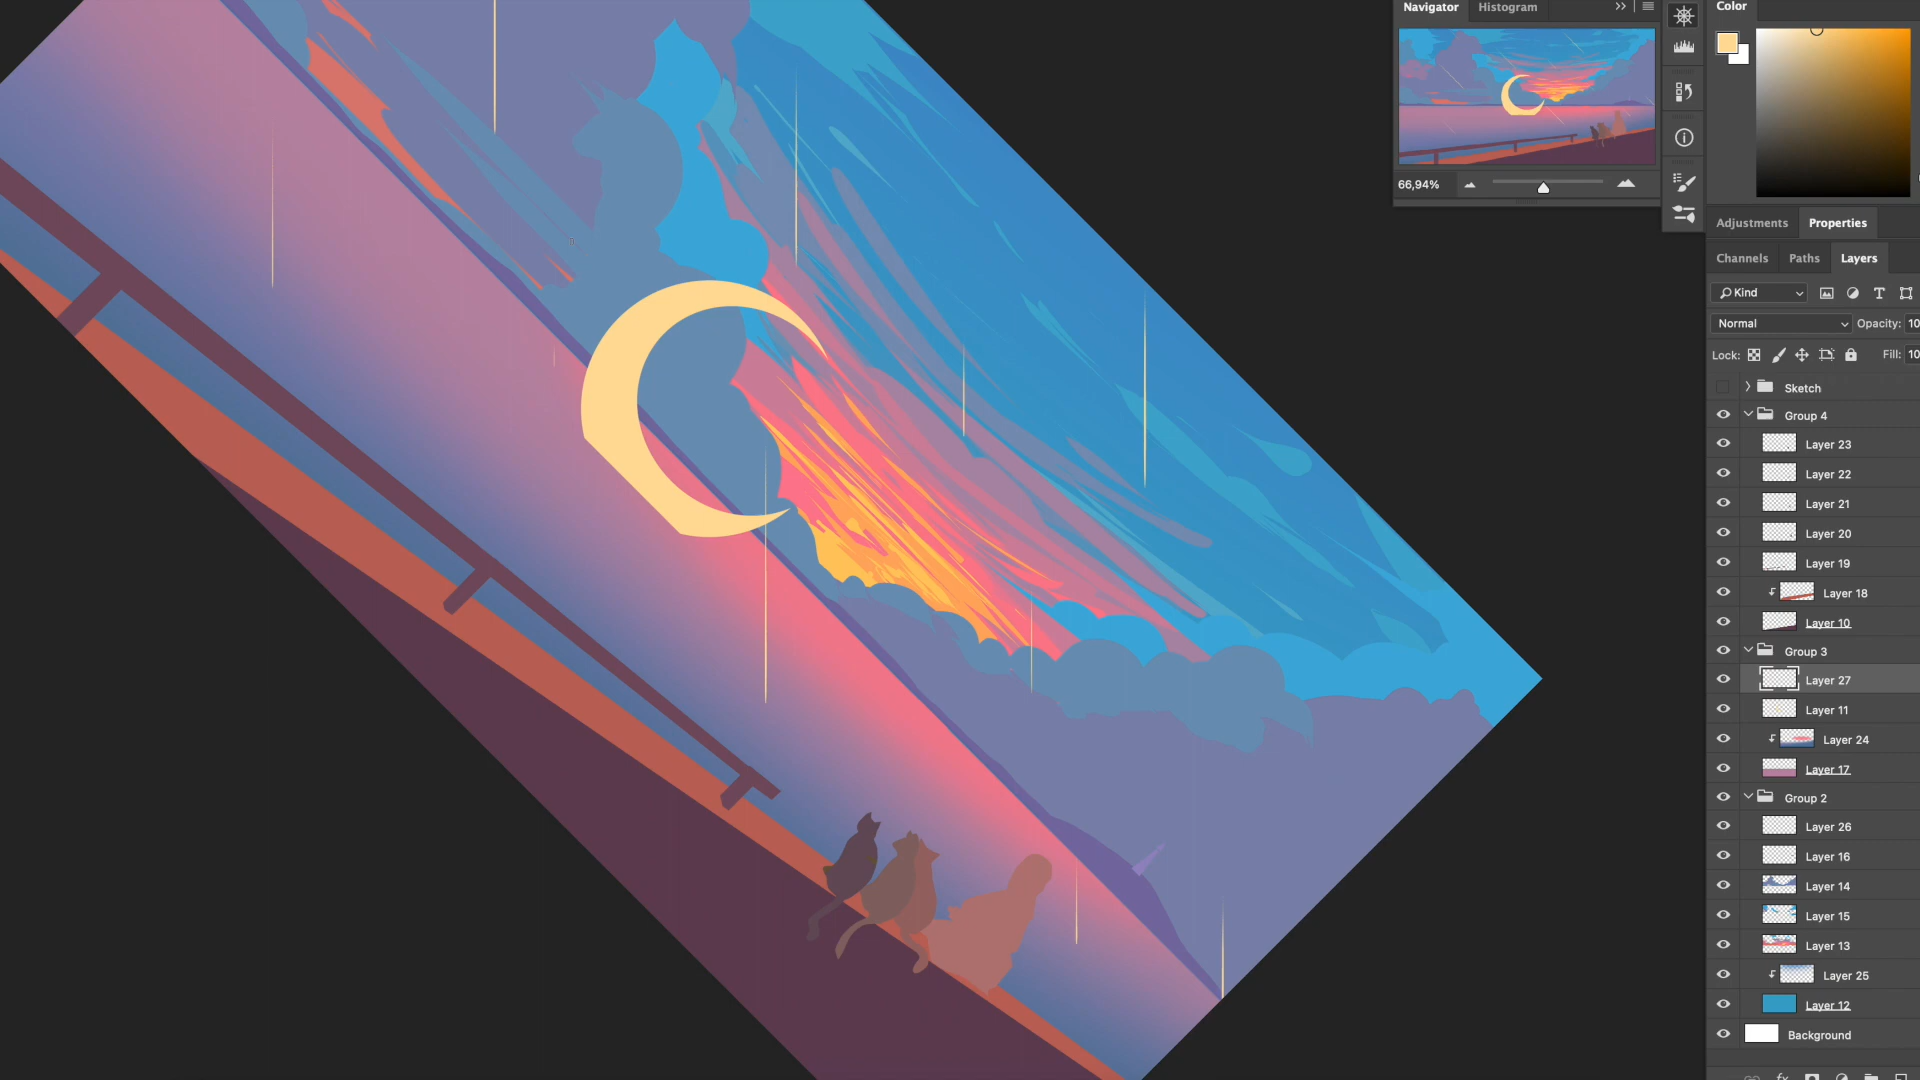 Navigator Histogram
66,94%
Color
Adjustments Properties
Channels Paths Layers
Kind
Normal Opacity: 10
Lock: Fill: 10
Sketch
Group 4
Layer 23
Layer 22
Layer 21
Layer 20
Layer 19
Layer 18
Layer 10
Group 3
Layer 27
Layer 11
Layer 24
Layer 17
Group 2
Layer 26
Layer 16
Layer 14
Layer 15
Layer 13
Layer 25
Layer 12
Background
fx